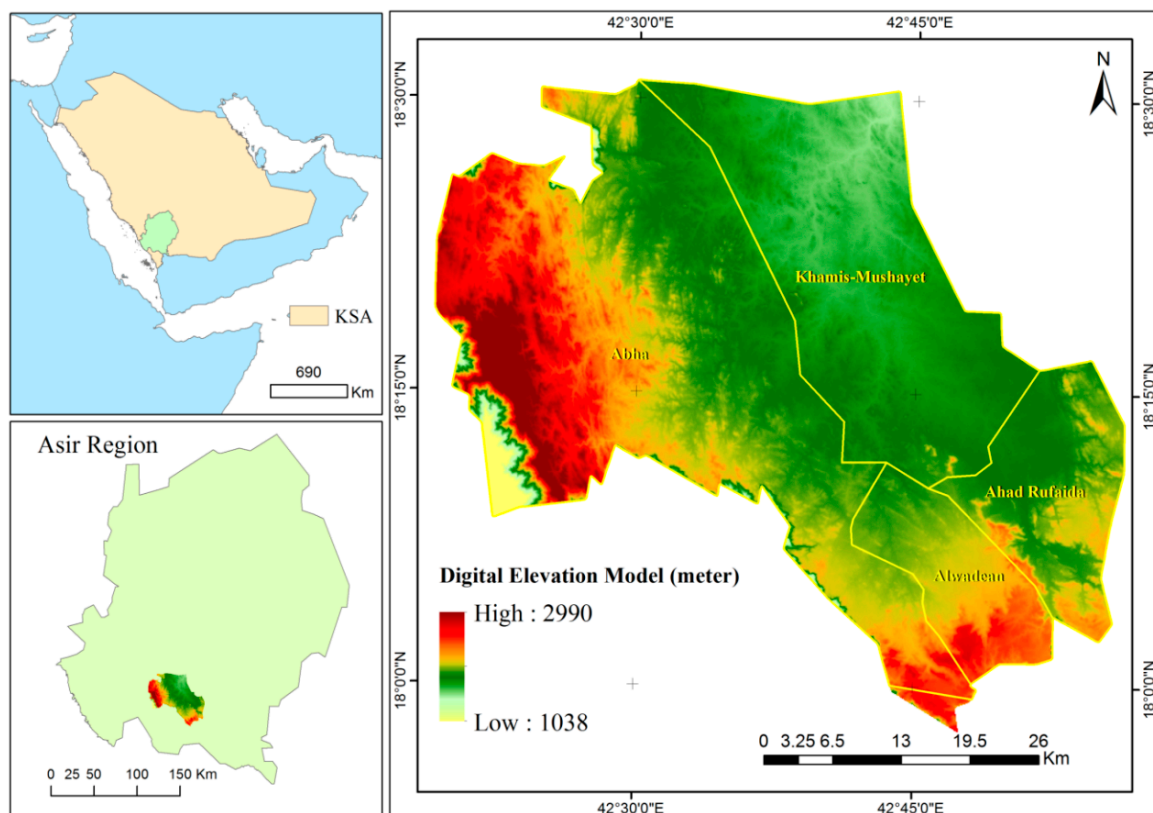 KSA
690
Km
Asir Region
0 25 50 100 150 Km
42°30'0"E
42°45'0"E
N
18°30'0"N
18°30'0"N
Khamis-Mushayet
Abha
18°15'0"N
18°15'0"N
Ahad Rufaida
Alwadean
Digital Elevation Model (meter)
High : 2990
Low : 1038
18°0'0"N
18°0'0"N
0 3.25 6.5 13 19.5 26
Km
42°30'0"E
42°45'0"E